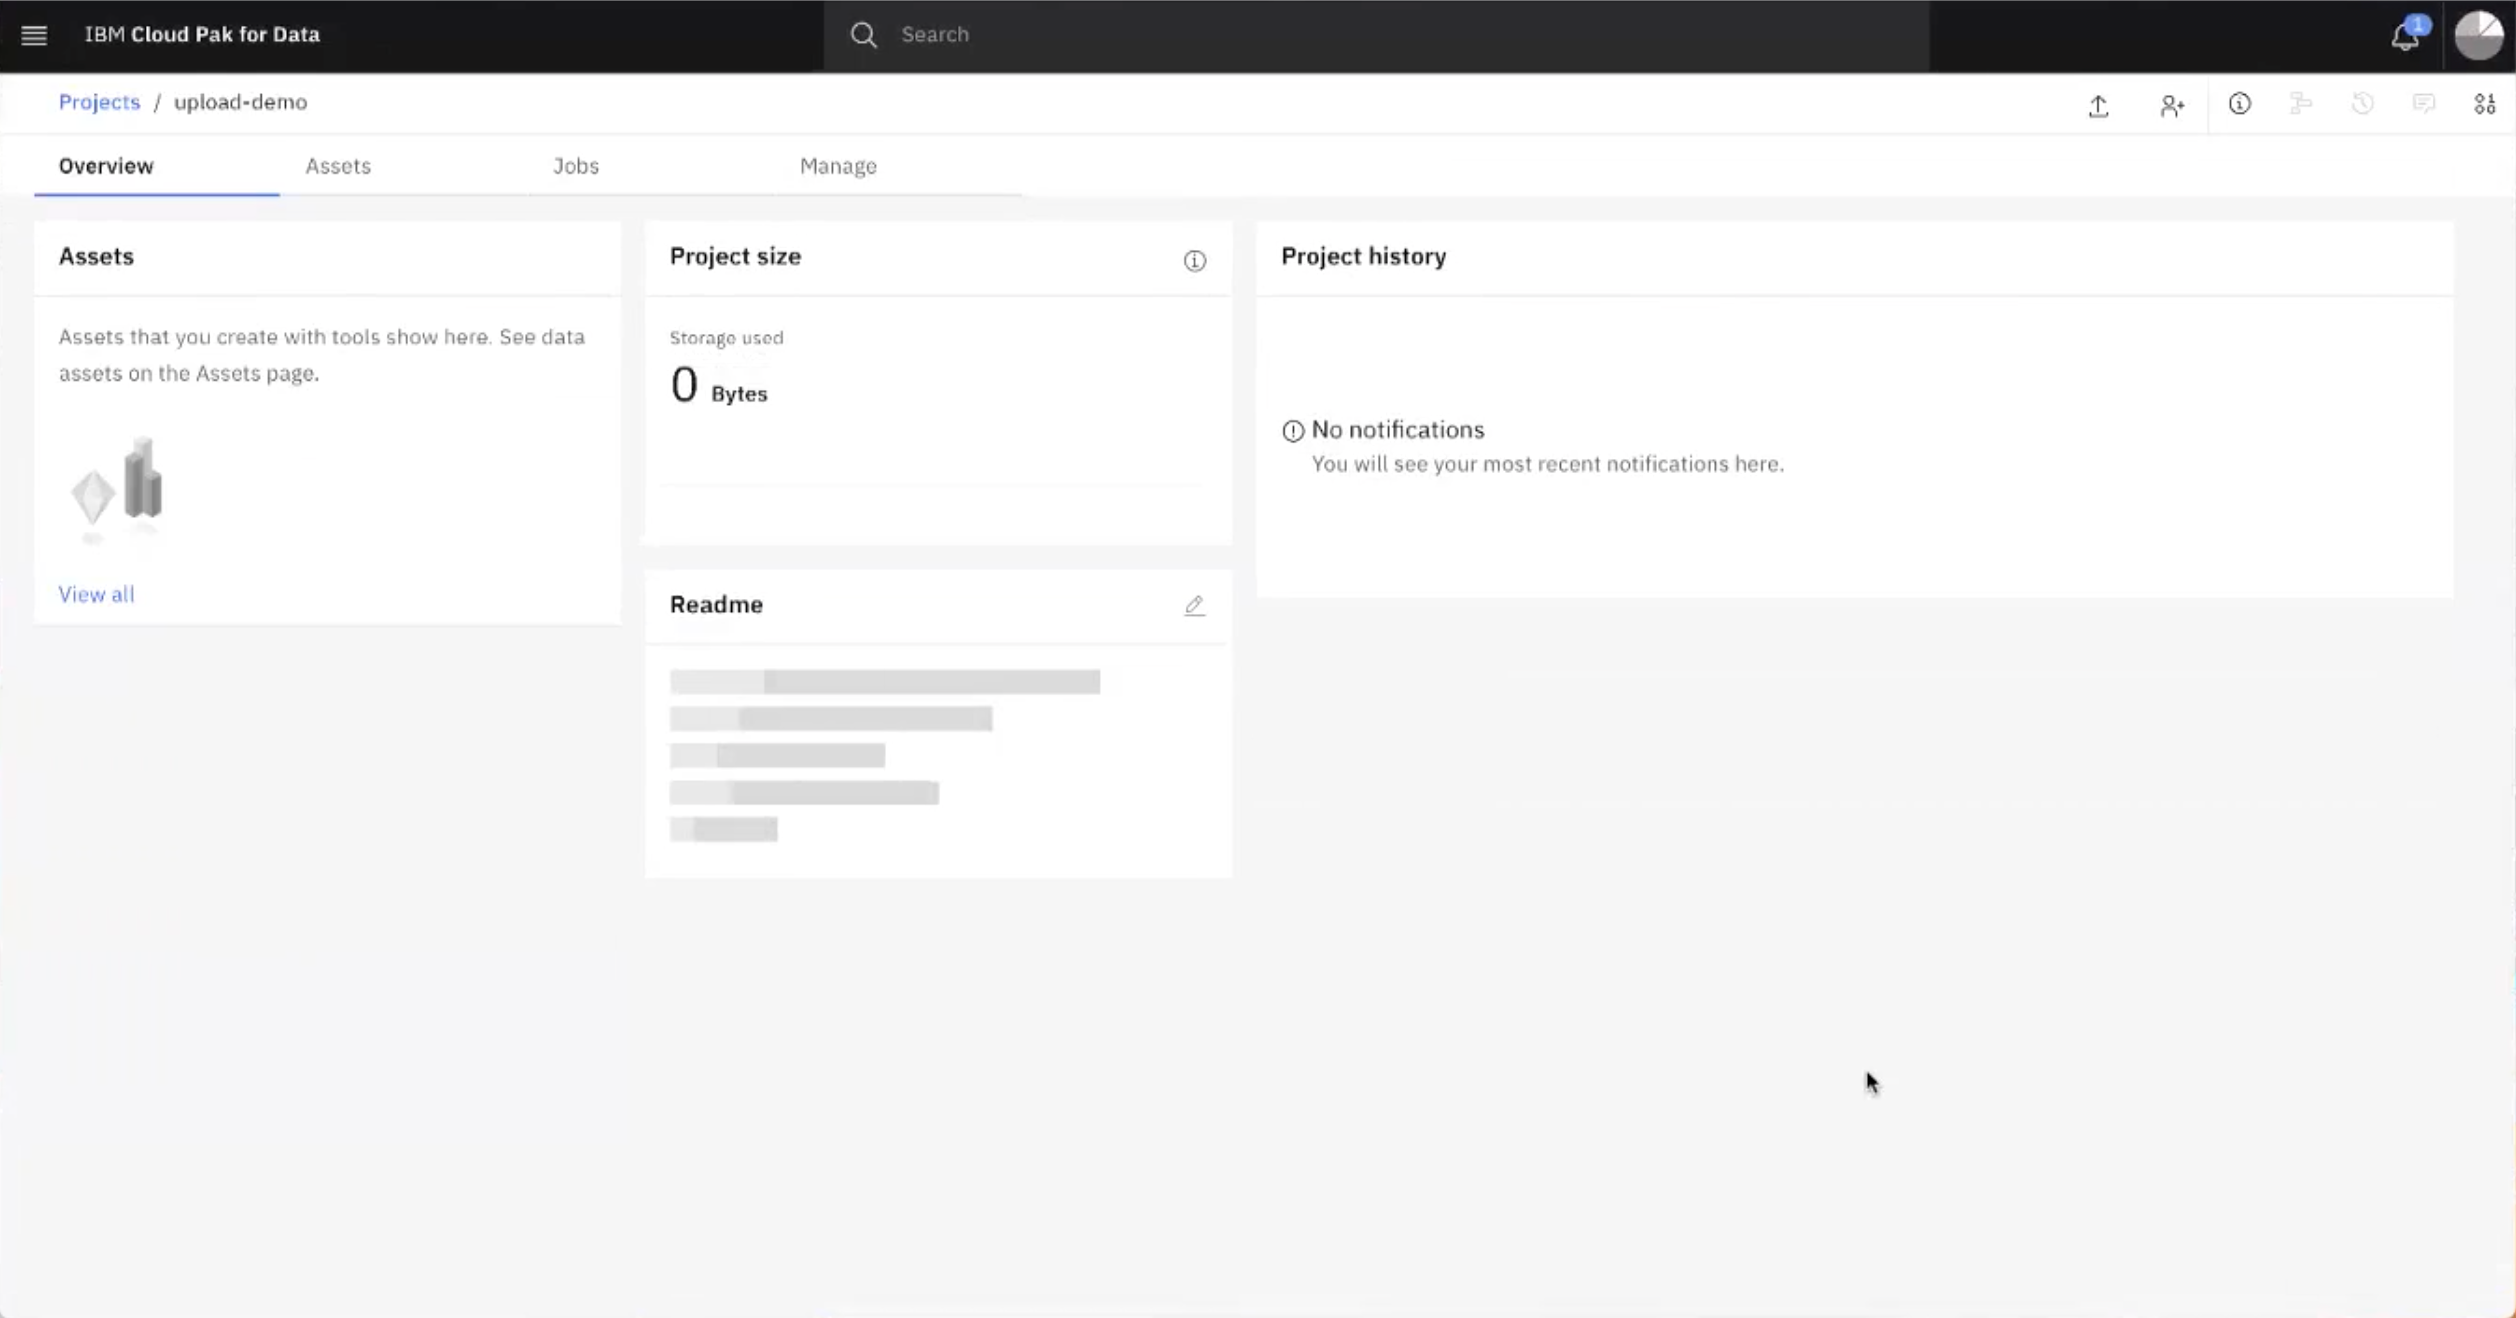 IBM Cloud Pak for Data
Search
1
Projects / upload-demo
Overview
Assets
Jobs
Manage
Assets
Assets that you create with tools show here. See data
assets on the Assets page.
View all
Project size
Storage used
0 Bytes
Readme
Project history
No notifications
You will see your most recent notifications here.